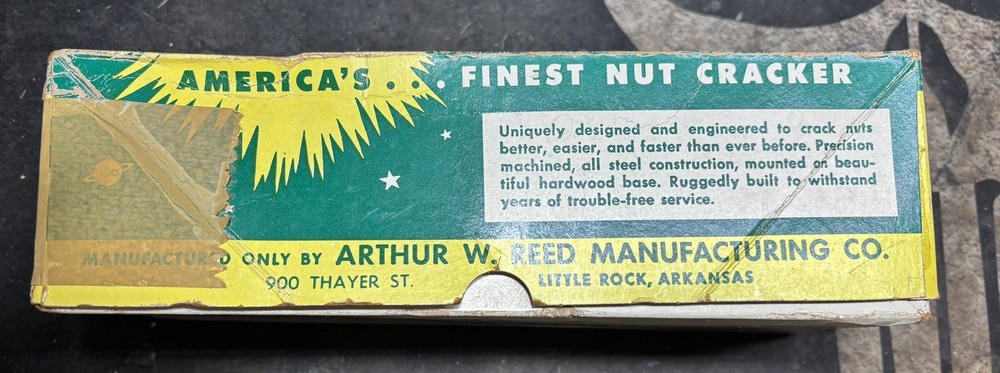 AMERICA'S . . . FINEST NUT CRACKER
Uniquely designed and engineered to crack nuts
better, easier, and faster than ever before. Precision
machined, all steel construction, mounted on beau-
tiful hardwood base. Ruggedly built to withstand
years of trouble-free service.
MANUFACTURED ONLY BY ARTHUR W. REED MANUFACTURING CO.
900 THAYER ST. LITTLE ROCK, ARKANSAS